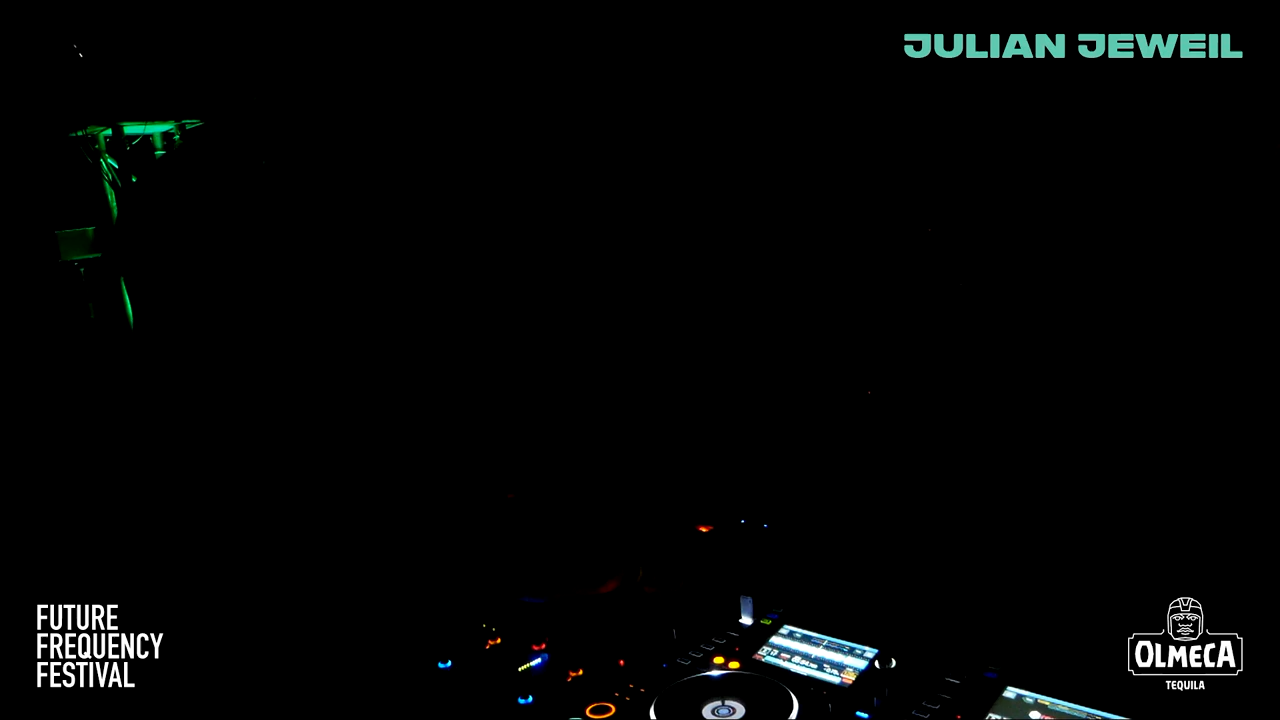 JULIAN JEWEIL
FUTURE
FREQUENCY
FESTIVAL
OLMECA
TEQUILA